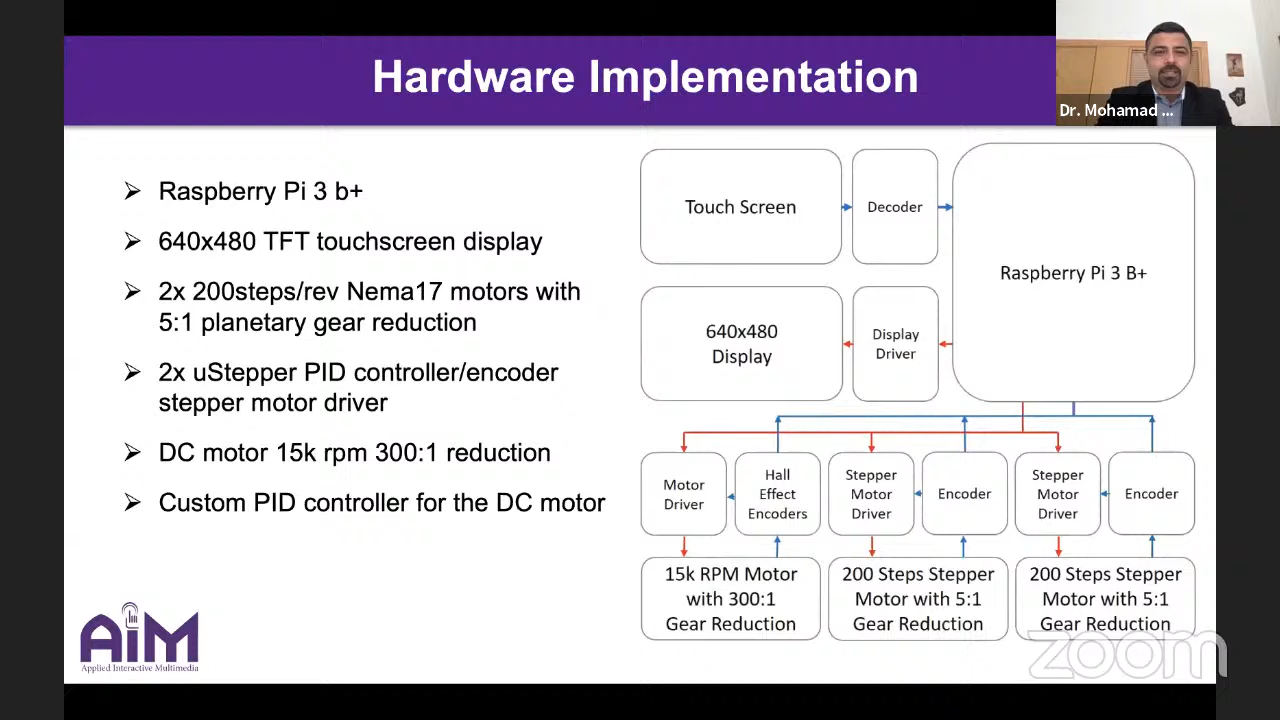 Hardware Implementation
Dr. Mohamad ...
Raspberry Pi 3 b+
640x480 TFT touchscreen display
2x 200steps/rev Nema17 motors with
5:1 planetary gear reduction
2x uStepper PID controller/encoder
stepper motor driver
DC motor 15k rpm 300:1 reduction
Custom PID controller for the DC motor
Touch Screen
Decoder
Raspberry Pi 3 B+
640x480
Display
Display
Driver
Motor
Driver
Hall
Effect
Encoders
Stepper
Motor
Driver
Encoder
Stepper
Motor
Driver
Encoder
15k RPM Motor
with 300:1
Gear Reduction
200 Steps Stepper
Motor with 5:1
Gear Reduction
200 Steps Stepper
Motor with 5:1
Gear Reduction
AiM
Applied Interactive Multimedia
zoom